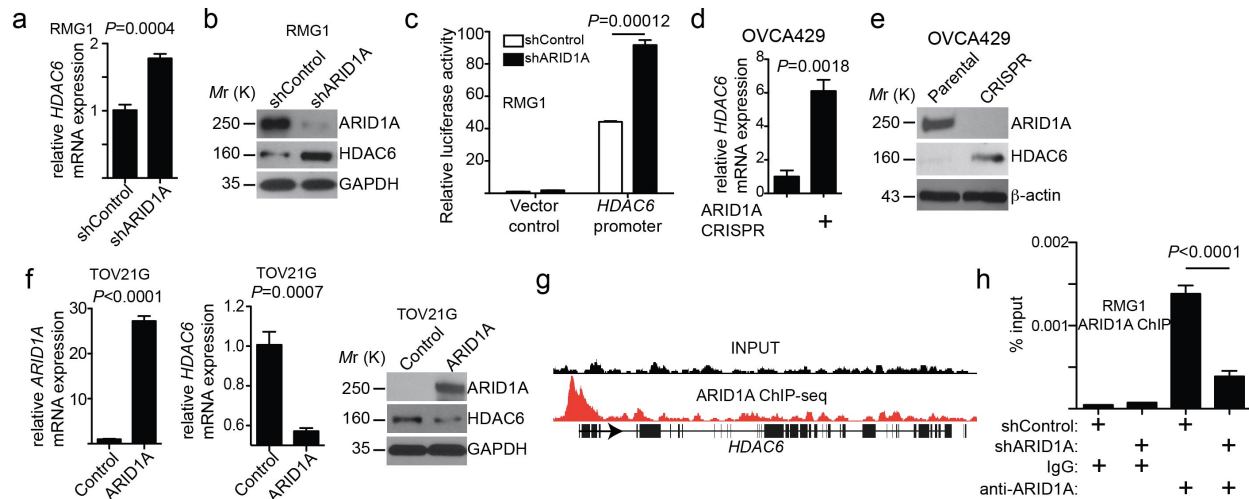 a
RMG1
P=0.0004
relative HDAC6
mRNA expression
2
1
0
shControl
shARID1A
b
RMG1
shControl
shARID1A
Mr (K)
250
ARID1A
160
HDAC6
35
GAPDH
c
P=0.00012
shControl
shARID1A
RMG1
Relative luciferase activity
100
80
60
40
20
Vector
control
HDAC6
promoter
d
OVCA429
P=0.0018
relative HDAC6
mRNA expression
8
6
4
2
0
ARID1A
CRISPR
+
e
OVCA429
Parental
CRISPR
Mr (K)
250
ARID1A
160
HDAC6
43
β-actin
f
TOV21G
P<0.0001
relative ARID1A
mRNA expression
30
20
10
0
Control
ARID1A
TOV21G
P=0.0007
relative HDAC6
mRNA expression
1.2
1.0
0.8
0.6
Control
ARID1A
TOV21G
Control
ARID1A
Mr (K)
250
ARID1A
160
HDAC6
35
GAPDH
g
INPUT
ARID1A ChIP-seq
HDAC6
h
P<0.0001
RMG1
ARID1A ChIP
% input
0.002
0.001
0
shControl: + +
shARID1A: + +
IgG: + +
anti-ARID1A: + +